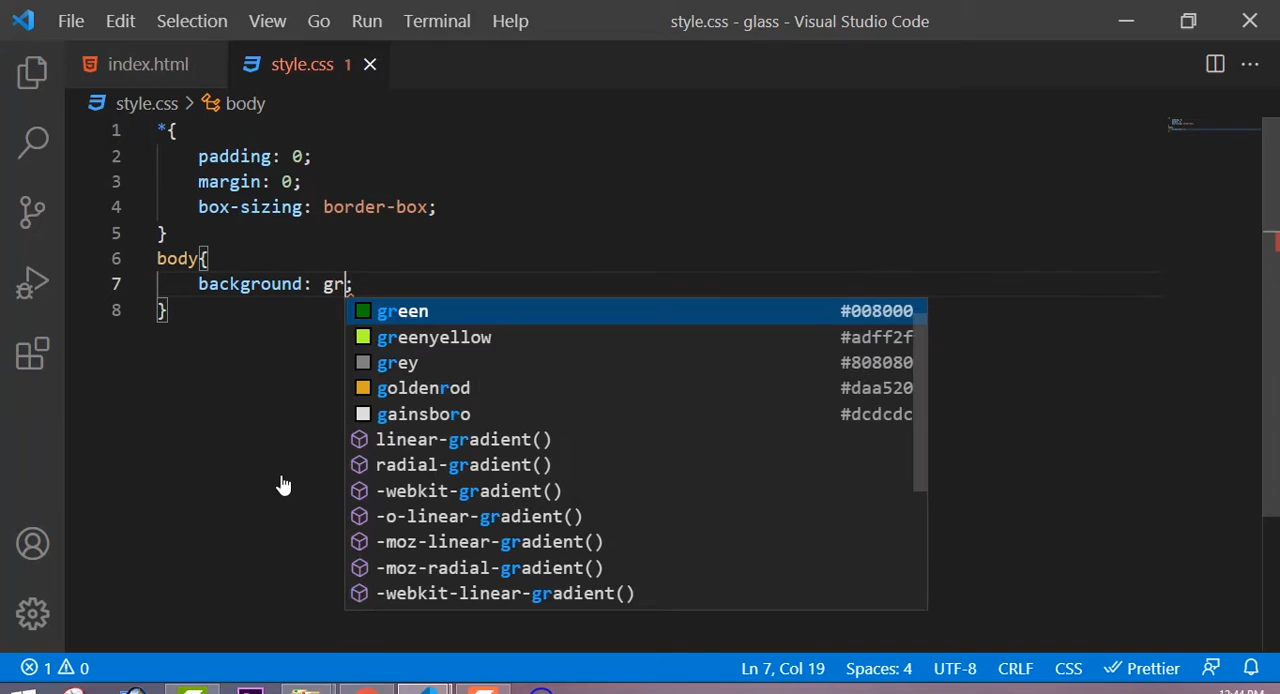 File Edit Selection View Go Run Terminal Help style.css - glass - Visual Studio Code
index.html style.css 1
style.css > body
1 *{
2 padding: 0;
3 margin: 0;
4 box-sizing: border-box;
5 }
6 body{
7 background: gr;
8 }
green #008000
greenyellow #adff2f
grey #808080
goldenrod #daa520
gainsboro #dcdcdc
linear-gradient()
radial-gradient()
-webkit-gradient()
-o-linear-gradient()
-moz-linear-gradient()
-moz-radial-gradient()
-webkit-linear-gradient()
1 0 Ln 7, Col 19 Spaces: 4 UTF-8 CRLF CSS Prettier